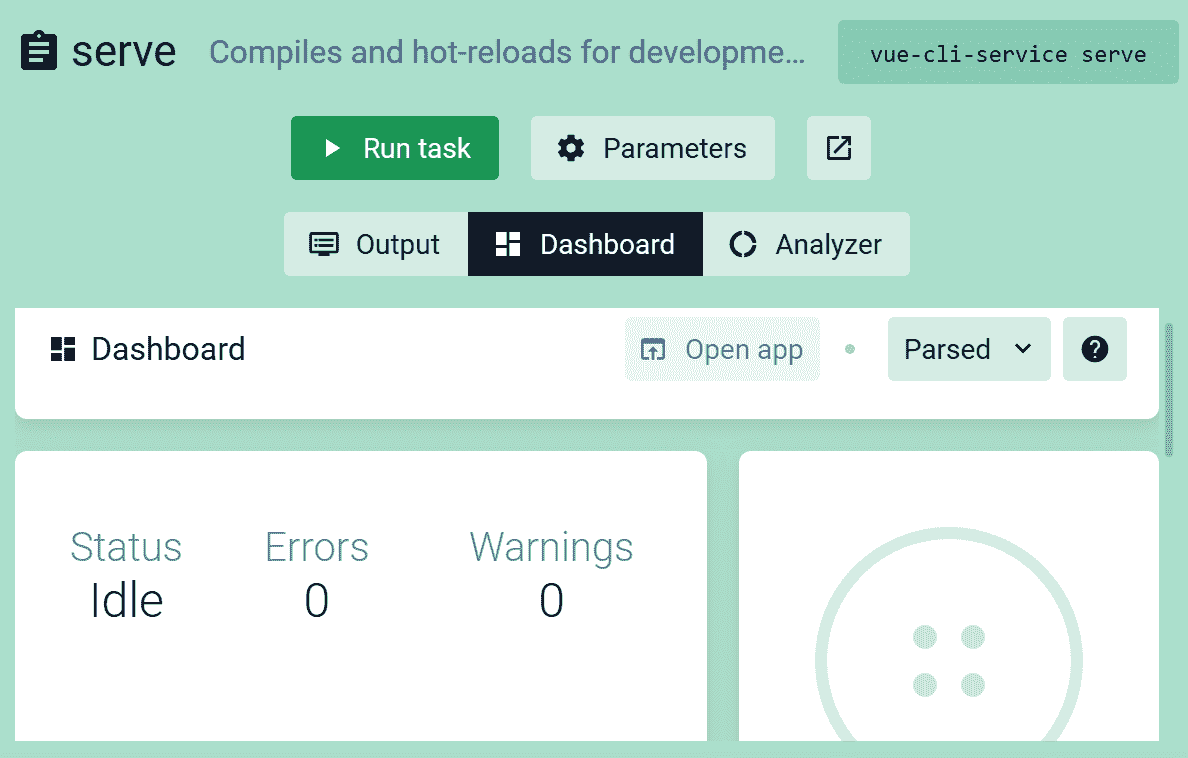 serve Compiles and hot-reloads for developme... vue-cli-service serve
Run task Parameters
Output Dashboard Analyzer
Dashboard Open app Parsed ?
Status Errors Warnings
Idle 0 0